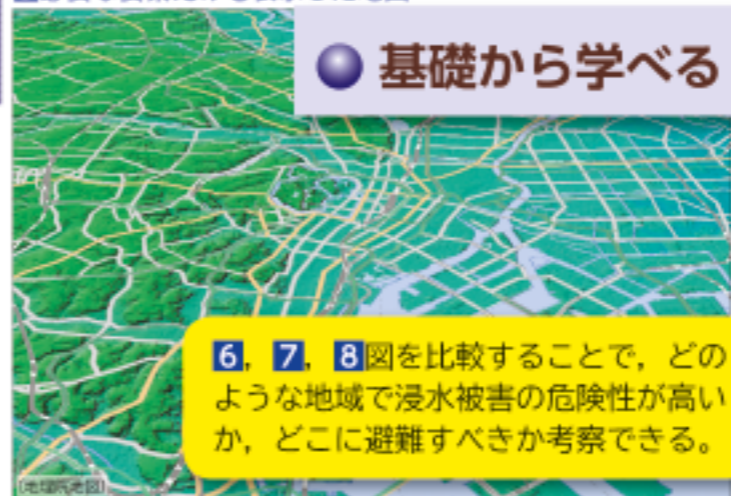 基礎から学べる
6，7，8図を比較することで，どの
ような地域で浸水被害の危険性が高い
か，どこに避難すべきか考察できる。
(地理院地図)